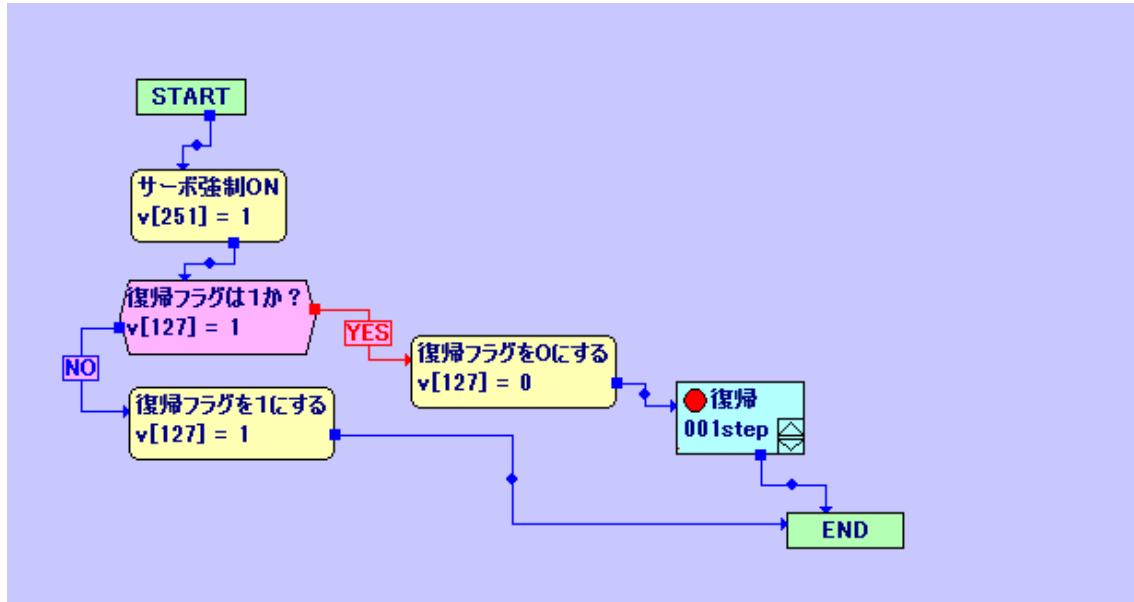 START
サーボ強制ON
v[251] = 1
復帰フラグは1か？
v[127] = 1
YES
NO
復帰フラグを0にする
v[127] = 0
復帰フラグを1にする
v[127] = 1
復帰
001step
END